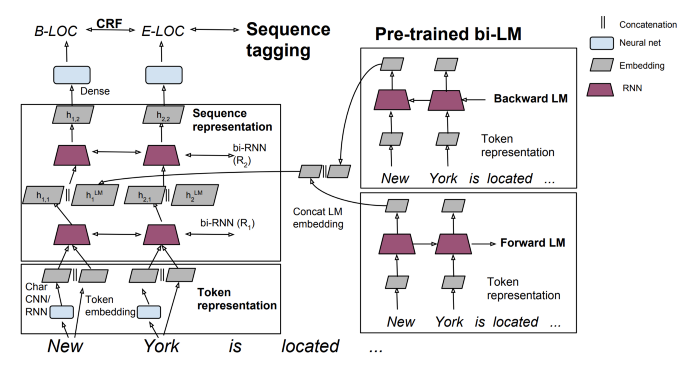 B-LOC
CRF
E-LOC
Sequence
tagging
Dense
h1,2
h2,2
Sequence
representation
bi-RNN
(R2)
h1,1
||
h1LM
h2,1
||
h2LM
bi-RNN (R1)
||
||
Char
CNN/
RNN
Token
embedding
Token
representation
New York is located ...
Pre-trained bi-LM
Backward LM
Token
representation
New York is located ...
||
Concat LM
embedding
Forward LM
Token
representation
New York is located ...
|| Concatenation
Neural net
Embedding
RNN